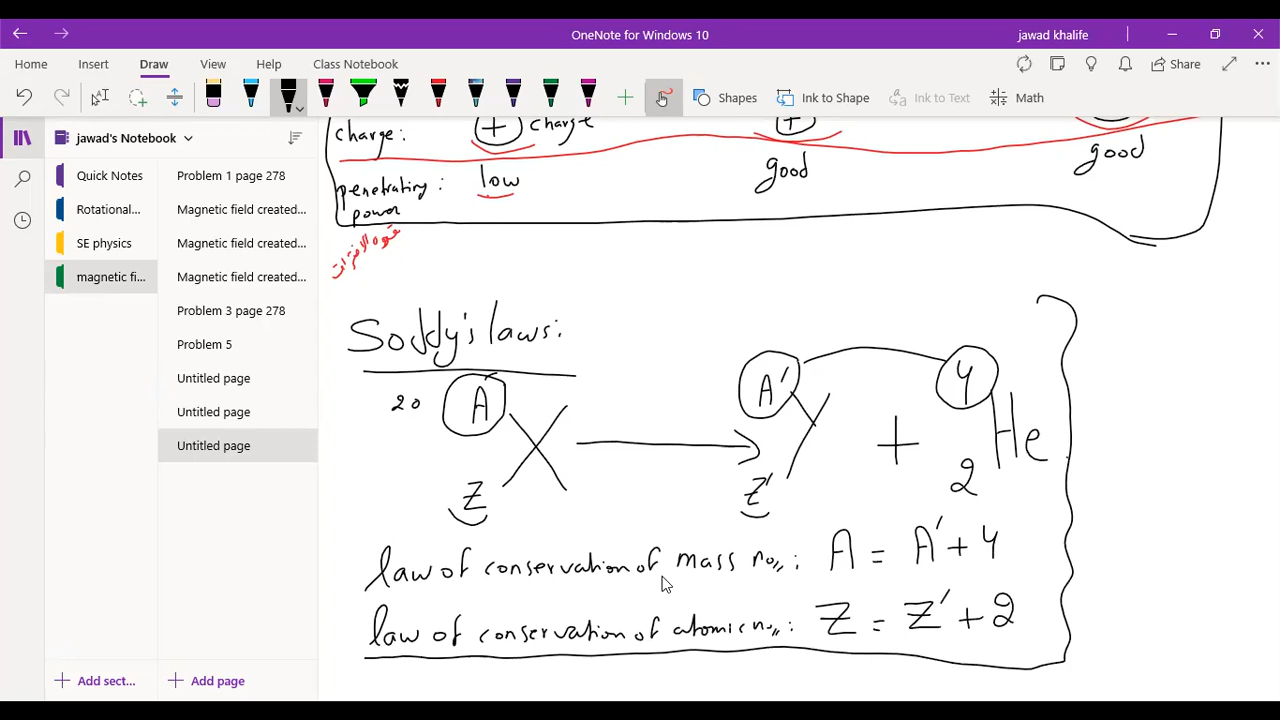 OneNote for Windows 10
jawad khalife
Home Insert Draw View Help Class Notebook
Share
Shapes Ink to Shape Ink to Text Math
jawad's Notebook
Quick Notes
Rotational...
SE physics
magnetic fi...
Problem 1 page 278
Magnetic field created...
Magnetic field created...
Magnetic field created...
Problem 3 page 278
Problem 5
Untitled page
Untitled page
Untitled page
+ Add sect...
+ Add page
charge: + charge +
penetrating power: low good good
Soddy's laws:
20 A Z X → A' Z' Y + 4 2 He
law of conservation of mass no,,: A = A' + 4
law of conservation of atomic no,,: Z = Z' + 2